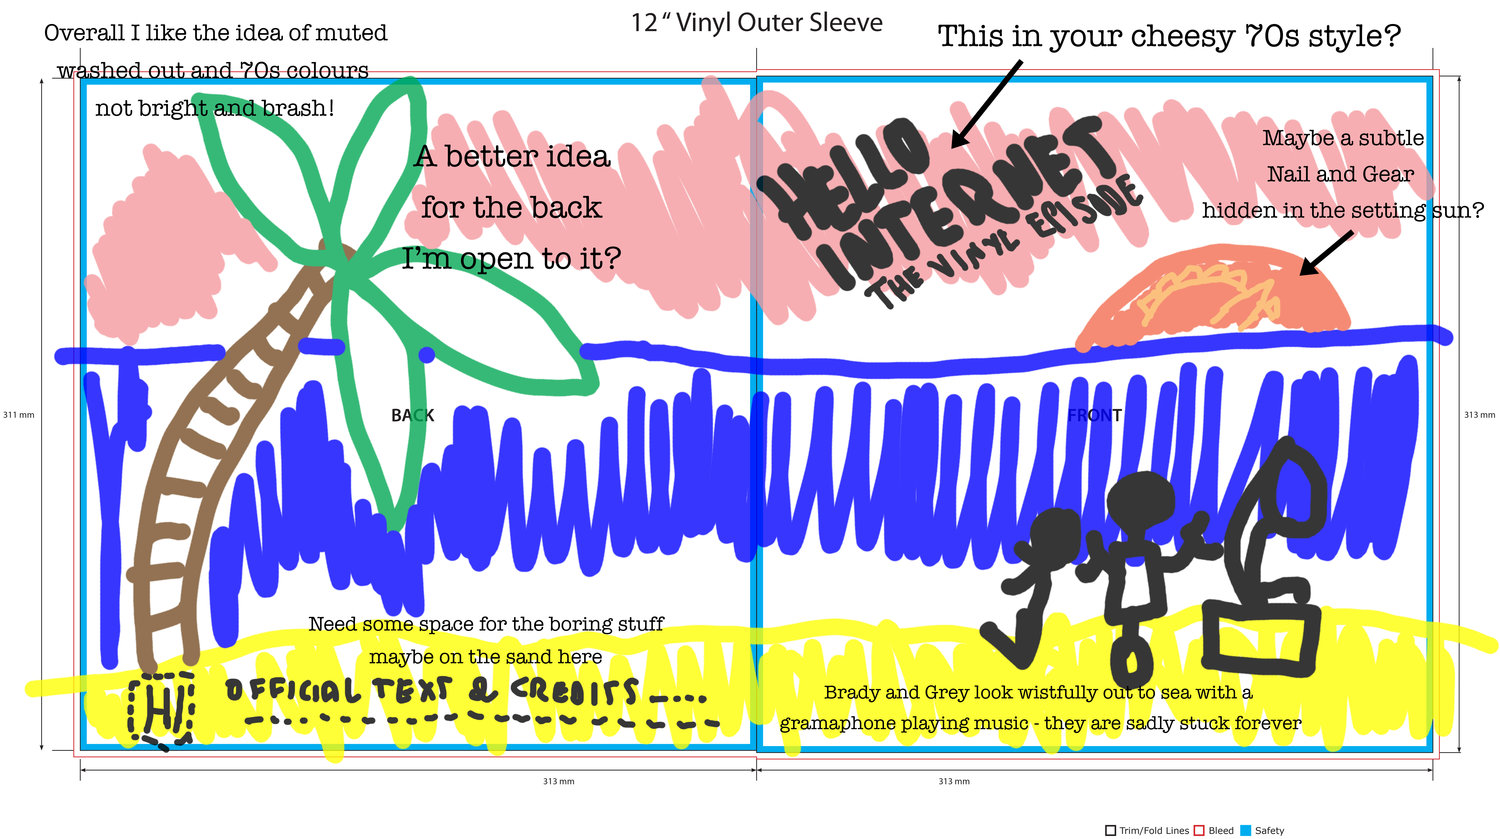 12 “ Vinyl Outer Sleeve
Overall I like the idea of muted
washed out and 70s colours
not bright and brash!
This in your cheesy 70s style?
A better idea
for the back
I’m open to it?
HELLO
INTERNET
THE VINYL EPISODE
Maybe a subtle
Nail and Gear
hidden in the setting sun?
311 mm
BACK
FRONT
313 mm
Need some space for the boring stuff
maybe on the sand here
HI
OFFICIAL TEXT & CREDITS
Brady and Grey look wistfully out to sea with a
gramaphone playing music - they are sadly stuck forever
313 mm
313 mm
Trim/Fold Lines Bleed Safety